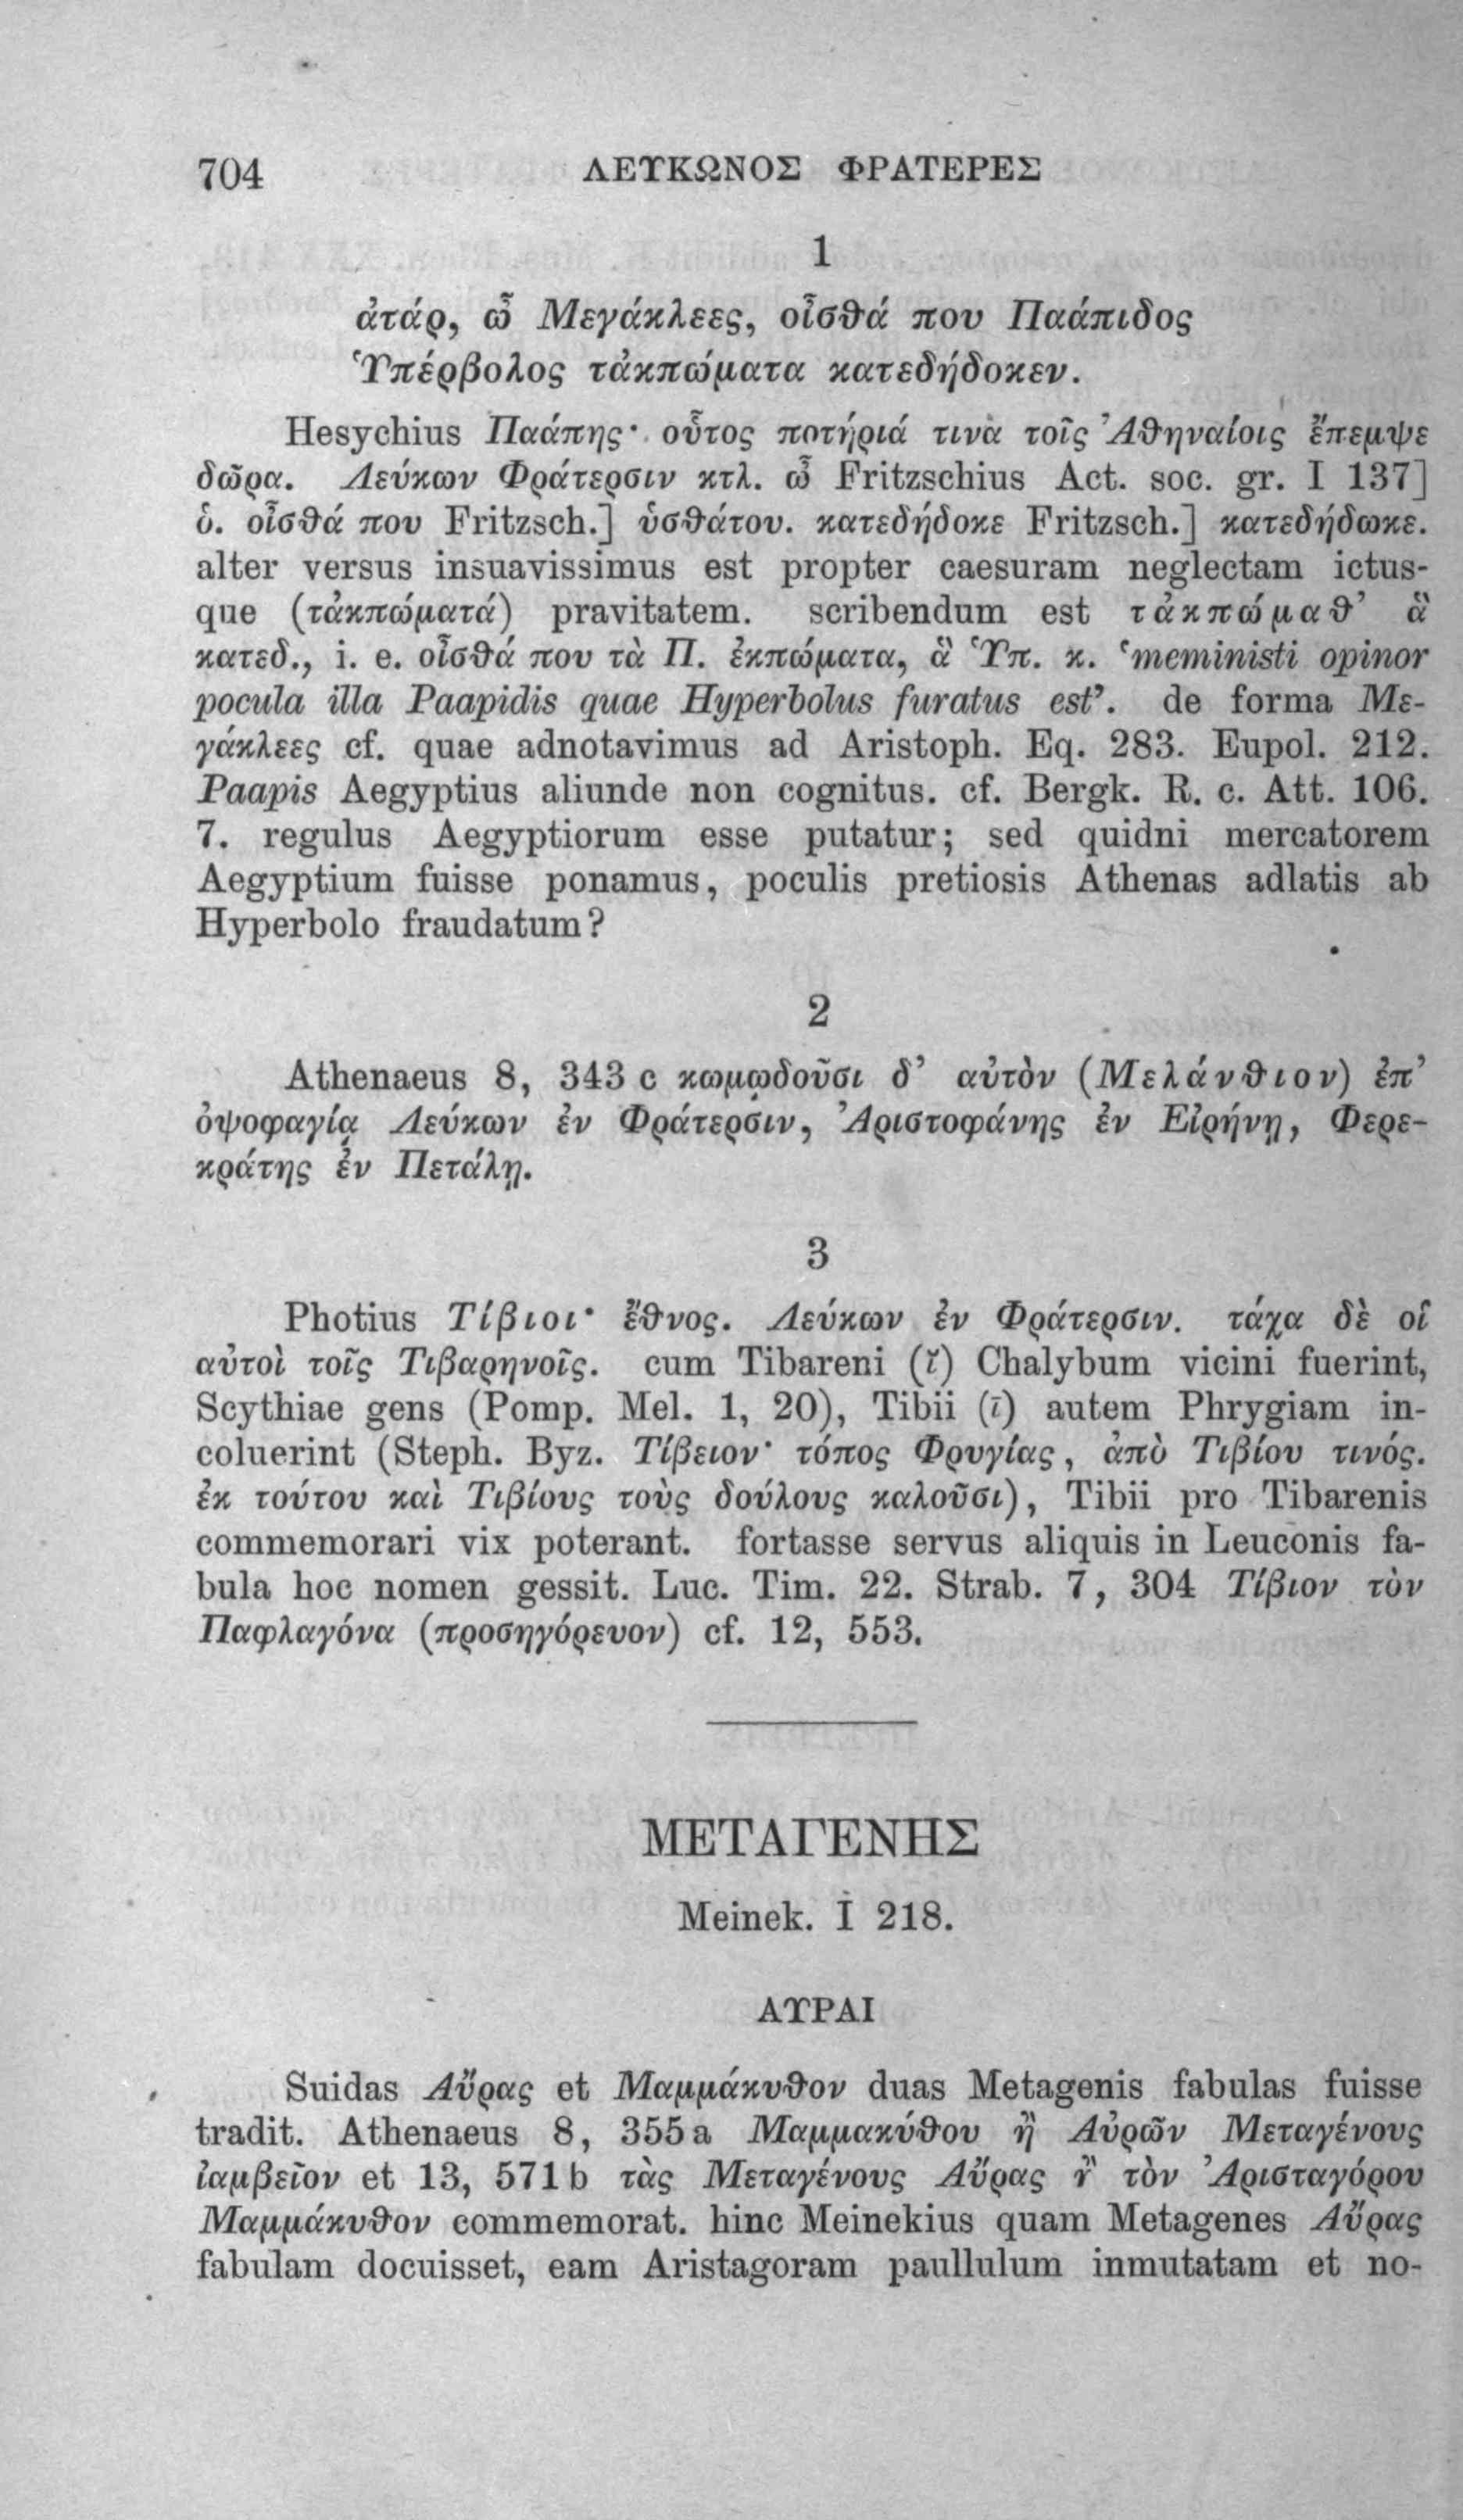 704 ΛΕΥΚΩΝΟΣ ΦΡΑΤΕΡΕΣ
1
ἀτάρ, ὦ Μεγάκλεες, οἶσθά που Παάπιδος
Ὑπέρβολος τἀκπώματα κατεδήδοκεν.
Hesychius Παάπης· οὗτος ποτήριά τινα τοῖς Ἀθηναίοις ἔπεμψε
δῶρα. Λεύκων Φράτερσιν κτλ. ὦ Fritzschius Act. soc. gr. I 137]
ὁ. οἶσθά που Fritzsch.] ὑσθάτου. κατεδήδοκε Fritzsch.] κατεδήδωκε.
alter versus insuavissimus est propter caesuram neglectam ictus-
que (τἀκπώματά) pravitatem. scribendum est τἀκπώμαθ’ ἃ
κατεδ., i. e. οἶσθά που τὰ Π. ἐκπώματα, ἃ Ὑπ. κ. ‘meministi opinor
pocula illa Paapidis quae Hyperbolus furatus est’. de forma Με-
γάκλεες cf. quae adnotavimus ad Aristoph. Eq. 283. Eupol. 212.
Paapis Aegyptius aliunde non cognitus. cf. Bergk. R. c. Att. 106.
7. regulus Aegyptiorum esse putatur; sed quidni mercatorem
Aegyptium fuisse ponamus, poculis pretiosis Athenas adlatis ab
Hyperbolo fraudatum?
2
Athenaeus 8, 343 c κωμῳδοῦσι δ’ αὐτὸν (Μελάνθιον) ἐπ’
ὀψοφαγίᾳ Λεύκων ἐν Φράτερσιν, Ἀριστοφάνης ἐν Εἰρήνῃ, Φερε-
κράτης ἐν Πετάλῃ.
3
Photius Τίβιοι· ἔθνος. Λεύκων ἐν Φράτερσιν. τάχα δὲ οἱ
αὐτοὶ τοῖς Τιβαρηνοῖς. cum Tibareni (ῐ) Chalybum vicini fuerint,
Scythiae gens (Pomp. Mel. 1, 20), Tibii (ῑ) autem Phrygiam in-
coluerint (Steph. Byz. Τίβειον· τόπος Φρυγίας, ἀπὸ Τιβίου τινός.
ἐκ τούτου καὶ Τιβίους τοὺς δούλους καλοῦσι), Tibii pro Tibarenis
commemorari vix poterant. fortasse servus aliquis in Leuconis fa-
bula hoc nomen gessit. Luc. Tim. 22. Strab. 7, 304 Τίβιον τὸν
Παφλαγόνα (προσηγόρευον) cf. 12, 553.
ΜΕΤΑΓΕΝΗΣ
Meinek. I 218.
ΑΥΡΑΙ
Suidas Αὔρας et Μαμμάκυθον duas Metagenis fabulas fuisse
tradit. Athenaeus 8, 355 a Μαμμακύθου ἢ Αὐρῶν Μεταγένους
ἰαμβεῖον et 13, 571 b τὰς Μεταγένους Αὔρας ἢ τὸν Ἀρισταγόρου
Μαμμάκυθον commemorat. hinc Meinekius quam Metagenes Αὔρας
fabulam docuisset, eam Aristagoram paullulum inmutatam et no-